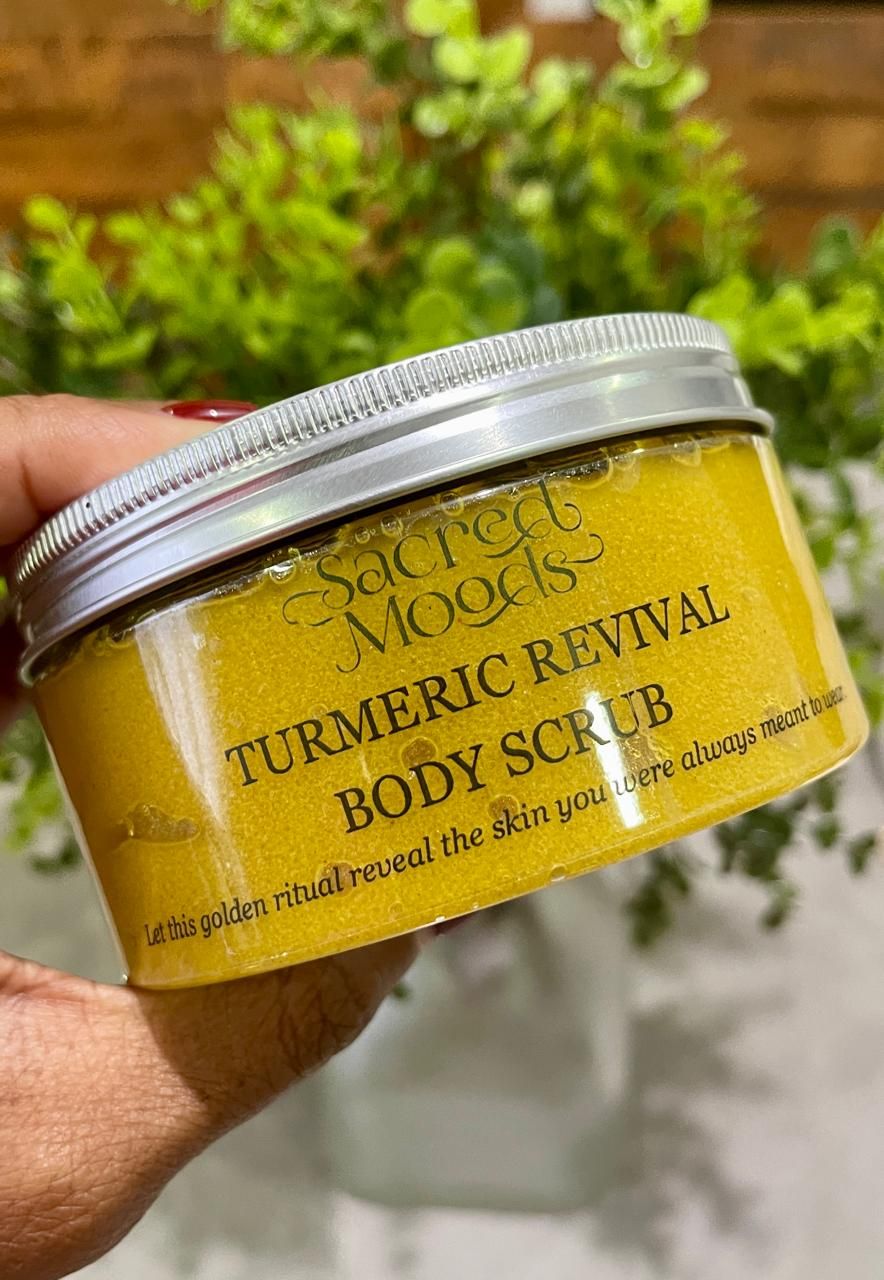 Sacred
Moods
TURMERIC REVIVAL
BODY SCRUB
Let this golden ritual reveal the skin you were always meant to wear.